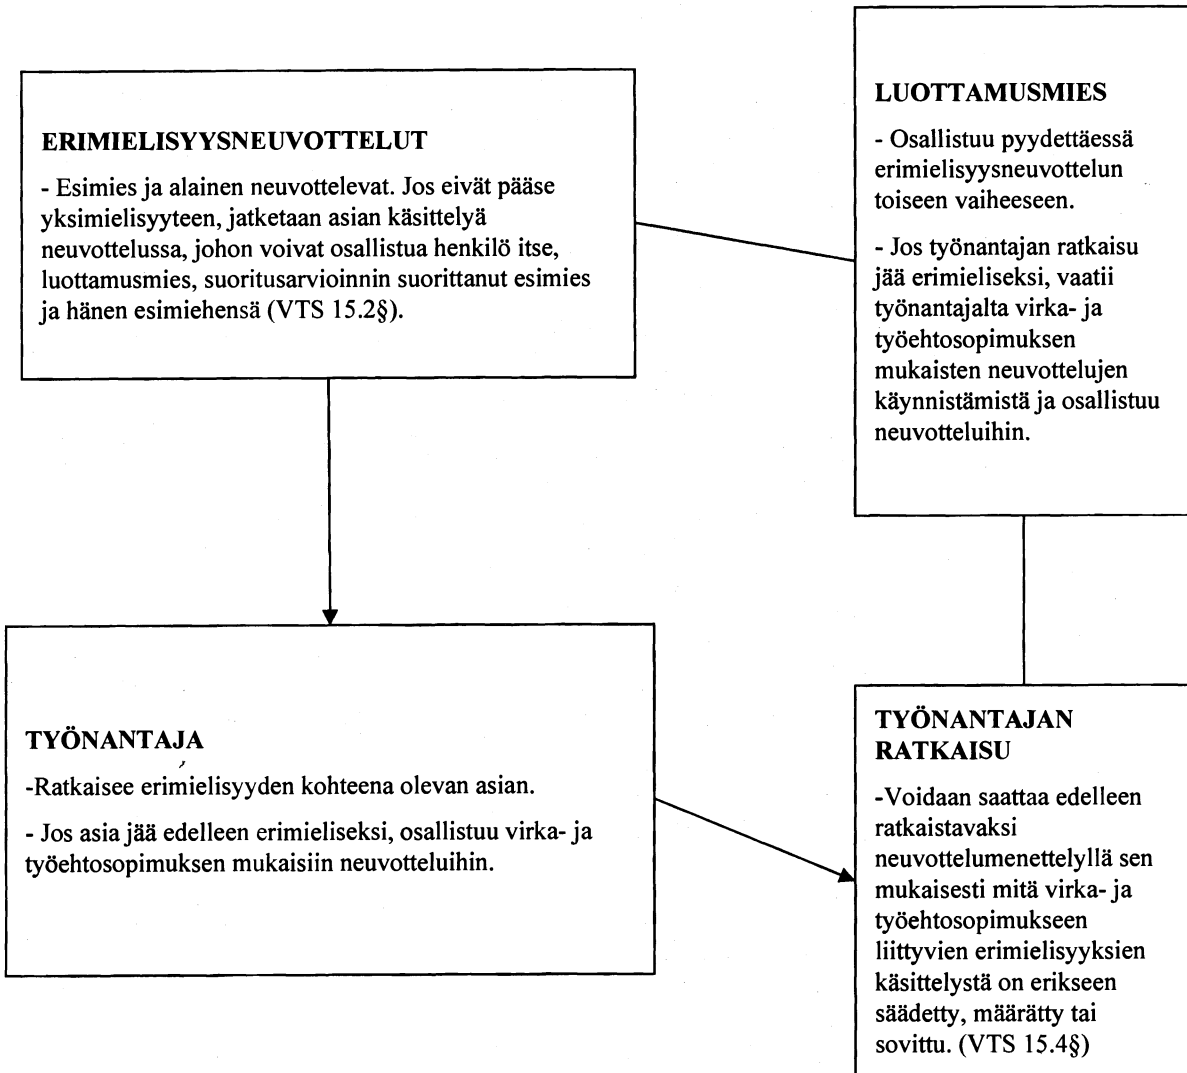 ERIMIELISYYSNEUVOTTELUT
- Esimies ja alainen neuvottelevat. Jos eivät pääse
yksimielisyyteen, jatketaan asian käsittelyä
neuvottelussa, johon voivat osallistua henkilö itse,
luottamusmies, suoritusarvioinnin suorittanut esimies
ja hänen esimiehensä (VTS 15.2§).
LUOTTAMUSMIES
- Osallistuu pyydettäessä
erimielisyysneuvottelun
toiseen vaiheeseen.
- Jos työnantajan ratkaisu
jää erimieliseksi, vaatii
työnantajalta virka- ja
työehtosopimuksen
mukaisten neuvottelujen
käynnistämistä ja osallistuu
neuvotteluihin.
TYÖNANTAJA
-Ratkaisee erimielisyyden kohteena olevan asian.
- Jos asia jää edelleen erimieliseksi, osallistuu virka- ja
työehtosopimuksen mukaisiin neuvotteluihin.
TYÖNANTAJAN
RATKAISU
-Voidaan saattaa edelleen
ratkaistavaksi
neuvottelumenettelyllä sen
mukaisesti mitä virka- ja
työehtosopimukseen
liittyvien erimielisyyksien
käsittelystä on erikseen
säädetty, määrätty tai
sovittu. (VTS 15.4§)